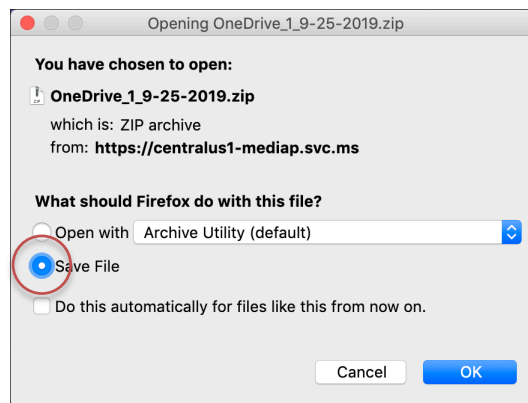 Opening OneDrive_1_9-25-2019.zip
You have chosen to open:
ZIP
OneDrive_1_9-25-2019.zip
which is: ZIP archive
from: https://centralus1-mediap.svc.ms
What should Firefox do with this file?
Open with Archive Utility (default)
Save File
Do this automatically for files like this from now on.
Cancel OK